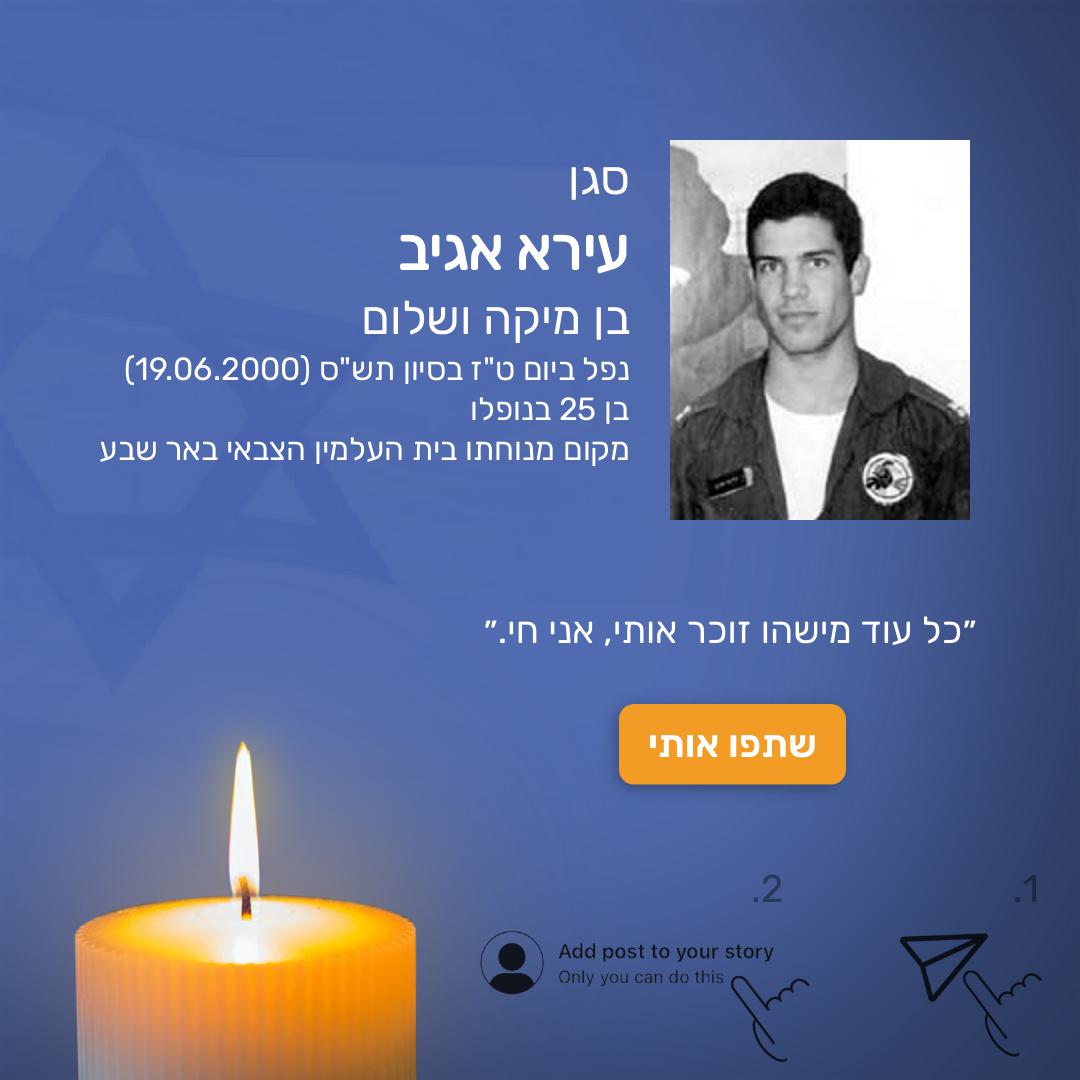 סגן
עירא אגיב
בן מיקה ושלום
נפל ביום ט"ז בסיון תש"ס (19.06.2000)
בן 25 בנופלו
מקום מנוחתו בית העלמין הצבאי באר שבע
״כל עוד מישהו זוכר אותי, אני חי.״
שתפו אותי
1.
2.
Add post to your story
Only you can do this